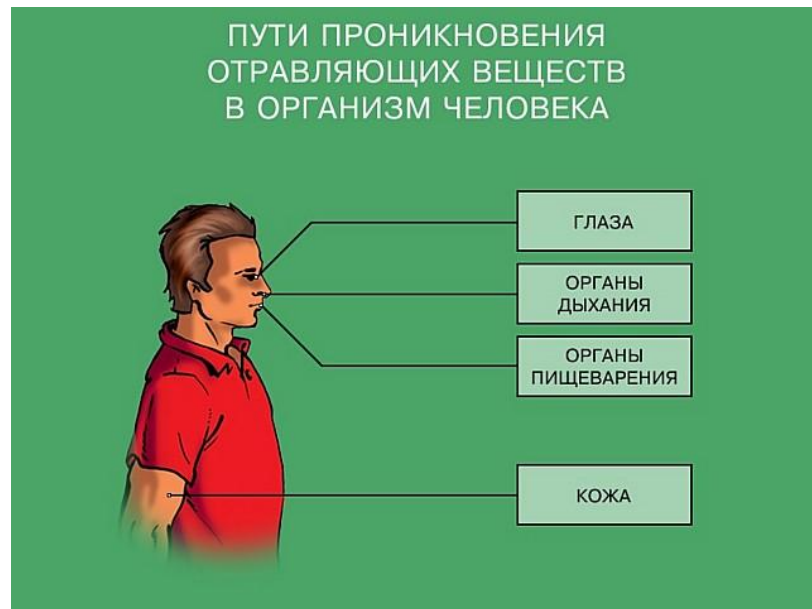 ПУТИ ПРОНИКНОВЕНИЯ
ОТРАВЛЯЮЩИХ ВЕЩЕСТВ
В ОРГАНИЗМ ЧЕЛОВЕКА
ГЛАЗА
ОРГАНЫ
ДЫХАНИЯ
ОРГАНЫ
ПИЩЕВАРЕНИЯ
КОЖА